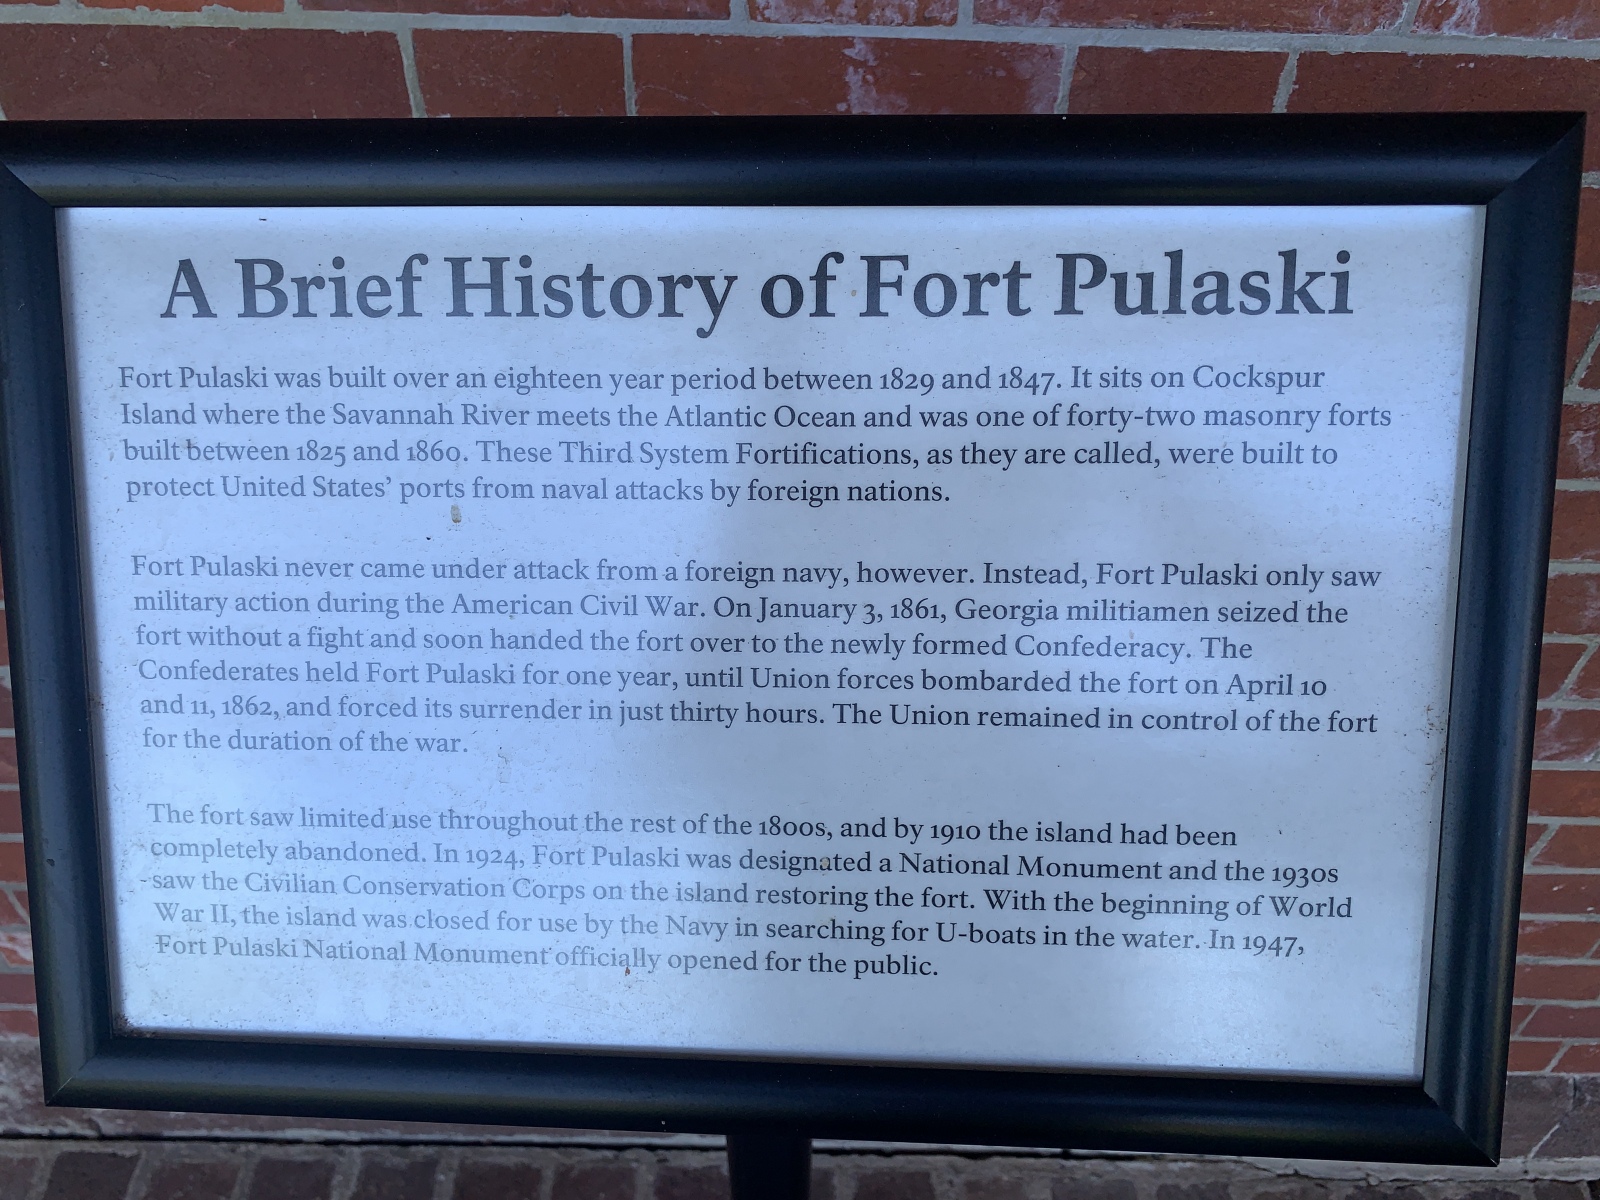 A Brief History of Fort Pulaski
Fort Pulaski was built over an eighteen year period between 1829 and 1847. It sits on Cockspur
Island where the Savannah River meets the Atlantic Ocean and was one of forty-two masonry forts
built between 1825 and 1860. These Third System Fortifications, as they are called, were built to
protect United States' ports from naval attacks by foreign nations.
Fort Pulaski never came under attack from a foreign navy, however. Instead, Fort Pulaski only saw
military action during the American Civil War. On January 3, 1861, Georgia militiamen seized the
fort without a fight and soon handed the fort over to the newly formed Confederacy. The
Confederates held Fort Pulaski for one year, until Union forces bombarded the fort on April 10
and 11, 1862, and forced its surrender in just thirty hours. The Union remained in control of the fort
for the duration of the war.
The fort saw limited use throughout the rest of the 1800s, and by 1910 the island had been
completely abandoned. In 1924, Fort Pulaski was designated a National Monument and the 1930s
saw the Civilian Conservation Corps on the island restoring the fort. With the beginning of World
War II, the island was closed for use by the Navy in searching for U-boats in the water. In 1947,
Fort Pulaski National Monument officially opened for the public.